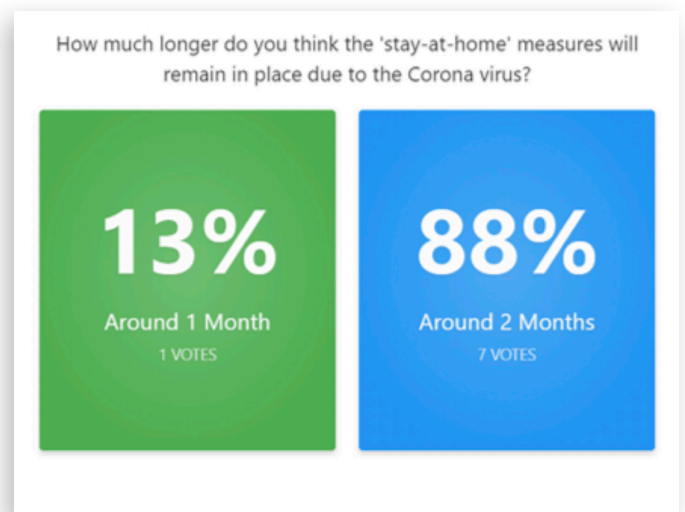 How much longer do you think the 'stay-at-home' measures will
remain in place due to the Corona virus?
13%
Around 1 Month
1 VOTES
88%
Around 2 Months
7 VOTES